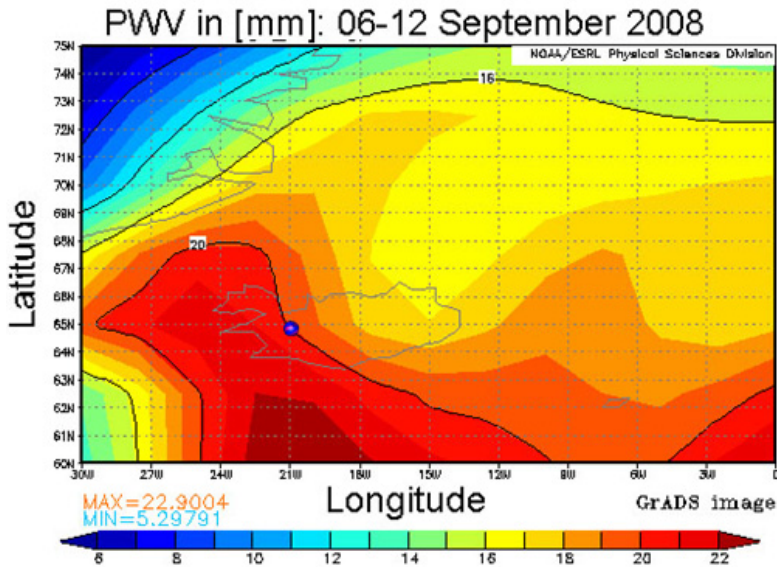 PWV in [mm]: 06-12 September 2008
NOAA/ESRL Physical Sciences Division
75N
74N
73N
72N
71N
70N
69N
68N
67N
66N
65N
64N
63N
62N
61N
60N
Latitude
16
20
30W 27W 24W 21W 18W 15W 12W 9W 6W 3W 0
MAX=22.9004
MIN=5.29791
Longitude
GrADS image
6 8 10 12 14 16 18 20 22